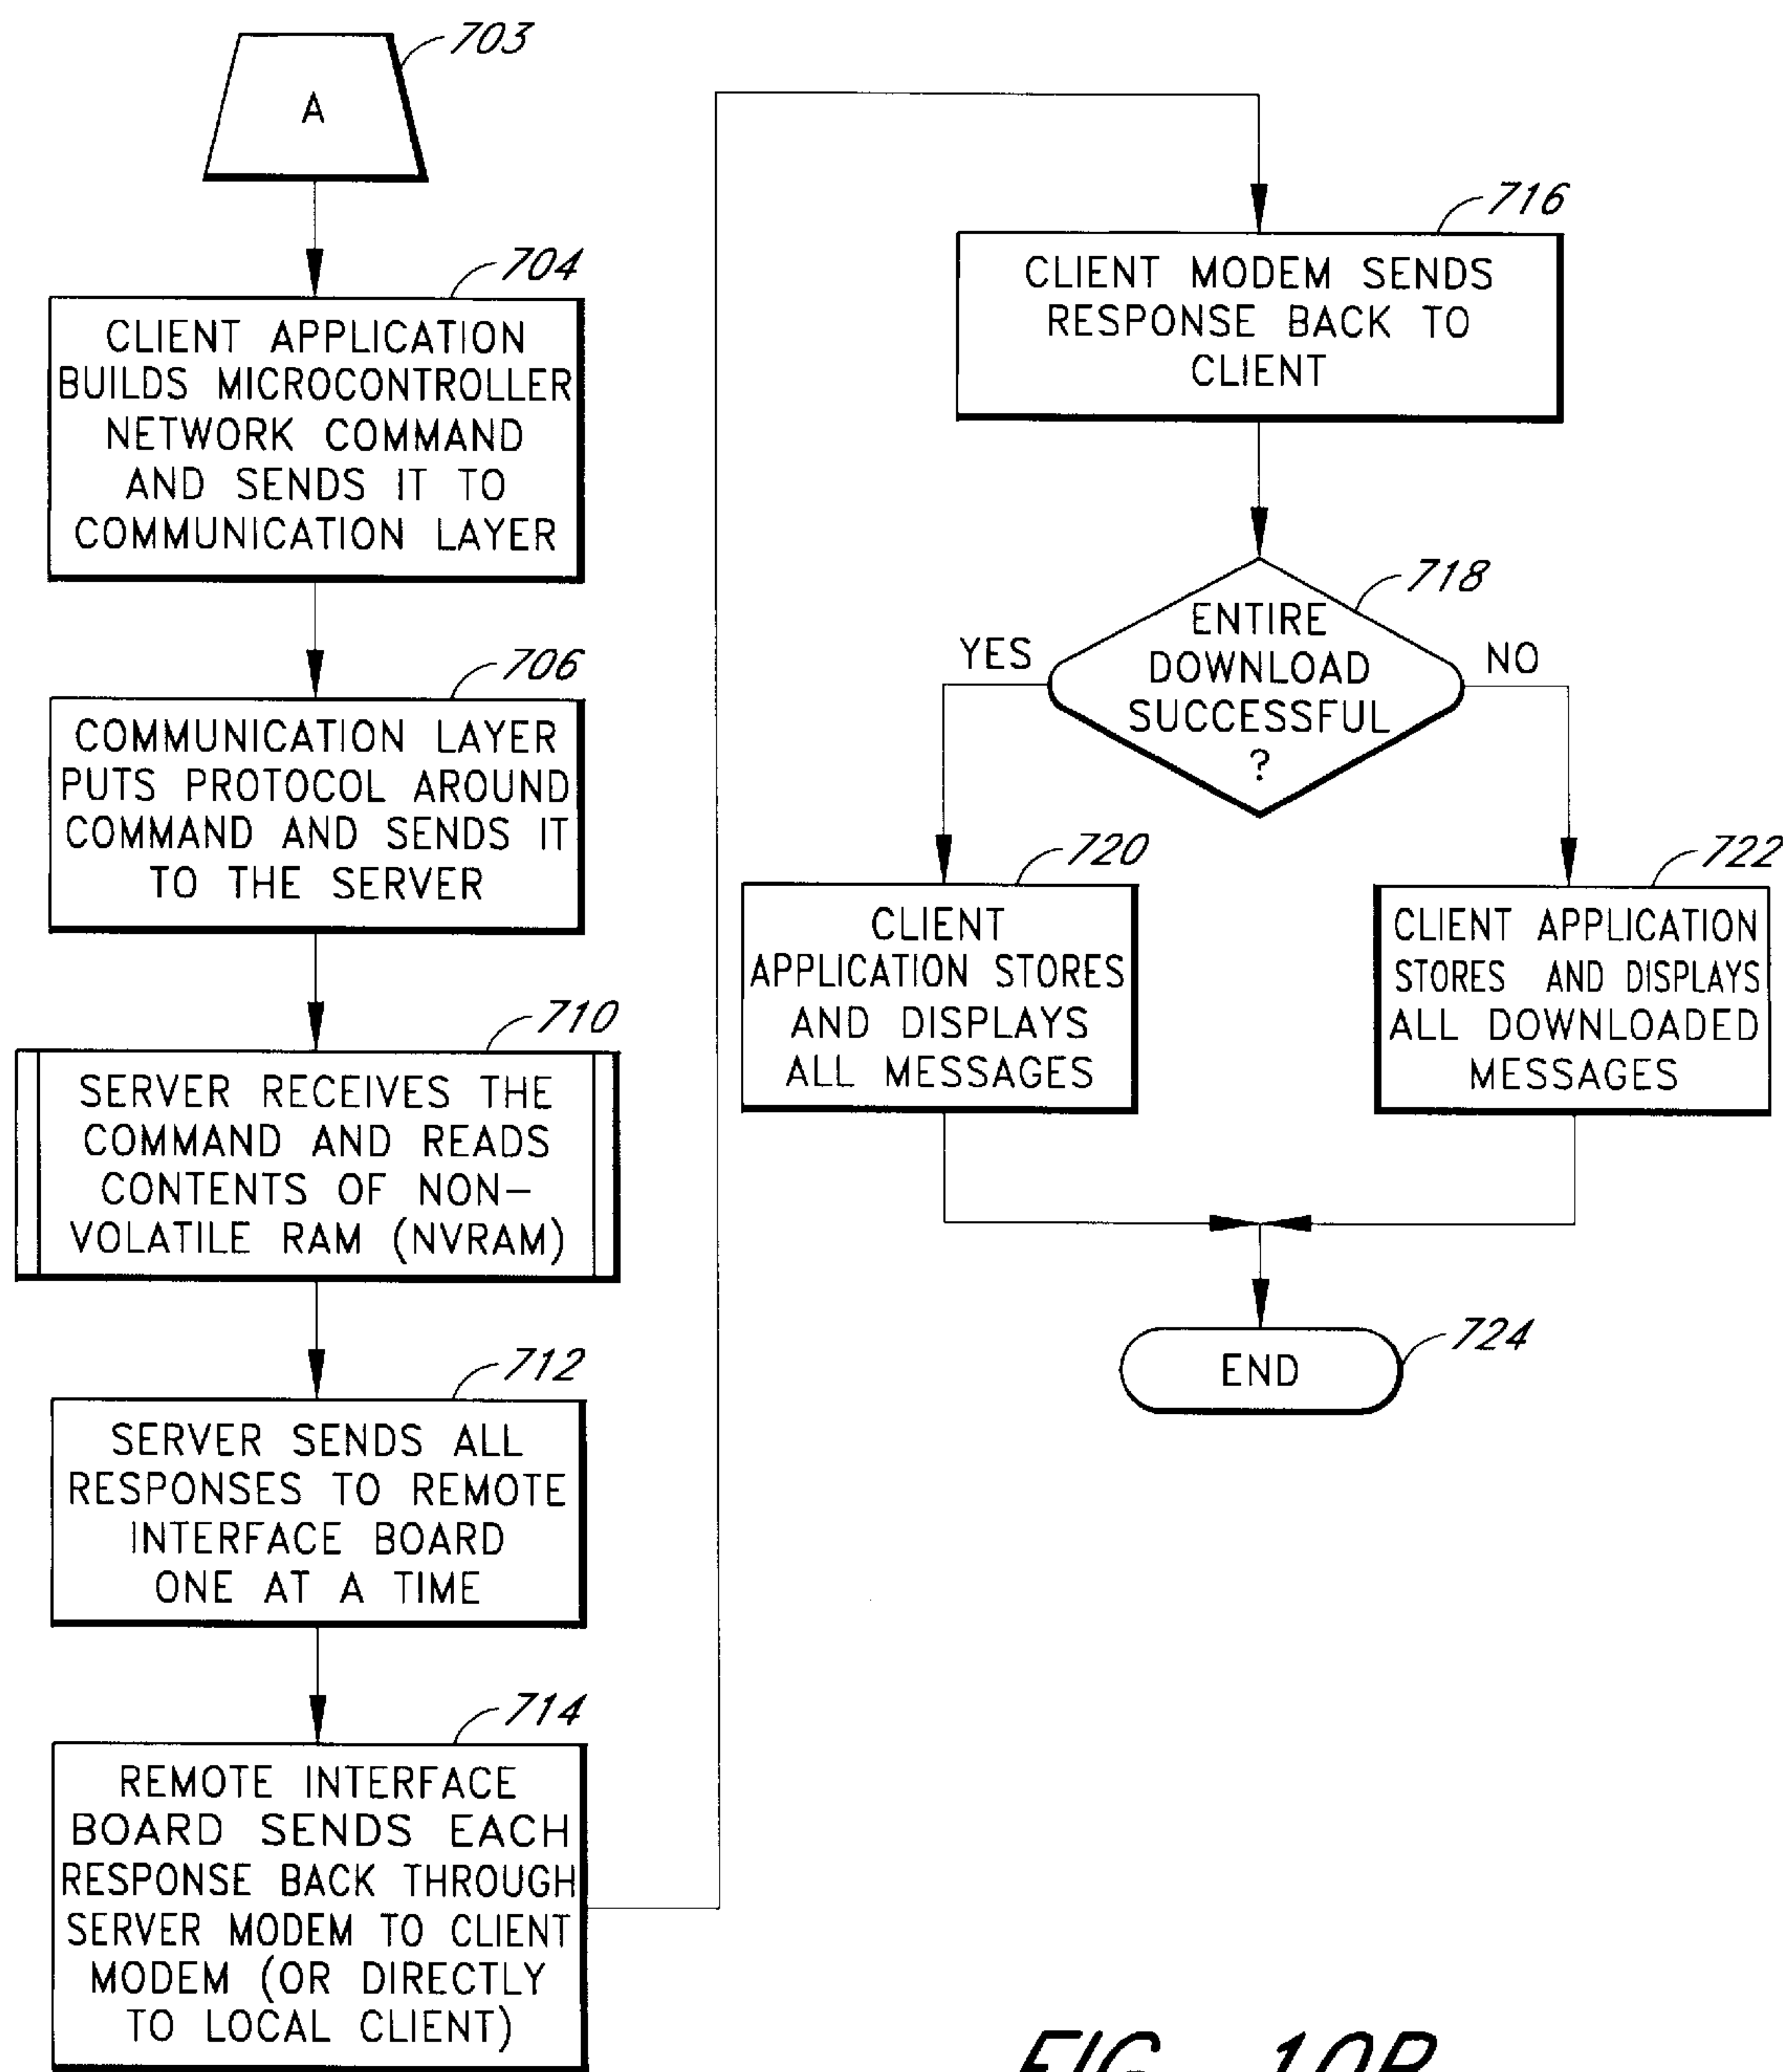 703
A
704
CLIENT APPLICATION
BUILDS MICROCONTROLLER
NETWORK COMMAND
AND SENDS IT TO
COMMUNICATION LAYER
706
COMMUNICATION LAYER
PUTS PROTOCOL AROUND
COMMAND AND SENDS IT
TO THE SERVER
710
SERVER RECEIVES THE
COMMAND AND READS
CONTENTS OF NON-
VOLATILE RAM (NVRAM)
712
SERVER SENDS ALL
RESPONSES TO REMOTE
INTERFACE BOARD
ONE AT A TIME
714
REMOTE INTERFACE
BOARD SENDS EACH
RESPONSE BACK THROUGH
SERVER MODEM TO CLIENT
MODEM (OR DIRECTLY
TO LOCAL CLIENT)
716
CLIENT MODEM SENDS
RESPONSE BACK TO
CLIENT
718
ENTIRE
DOWNLOAD
SUCCESSFUL
?
YES
NO
720
CLIENT
APPLICATION STORES
AND DISPLAYS
ALL MESSAGES
722
CLIENT APPLICATION
STORES AND DISPLAYS
ALL DOWNLOADED
MESSAGES
724
END
FIG. 10B